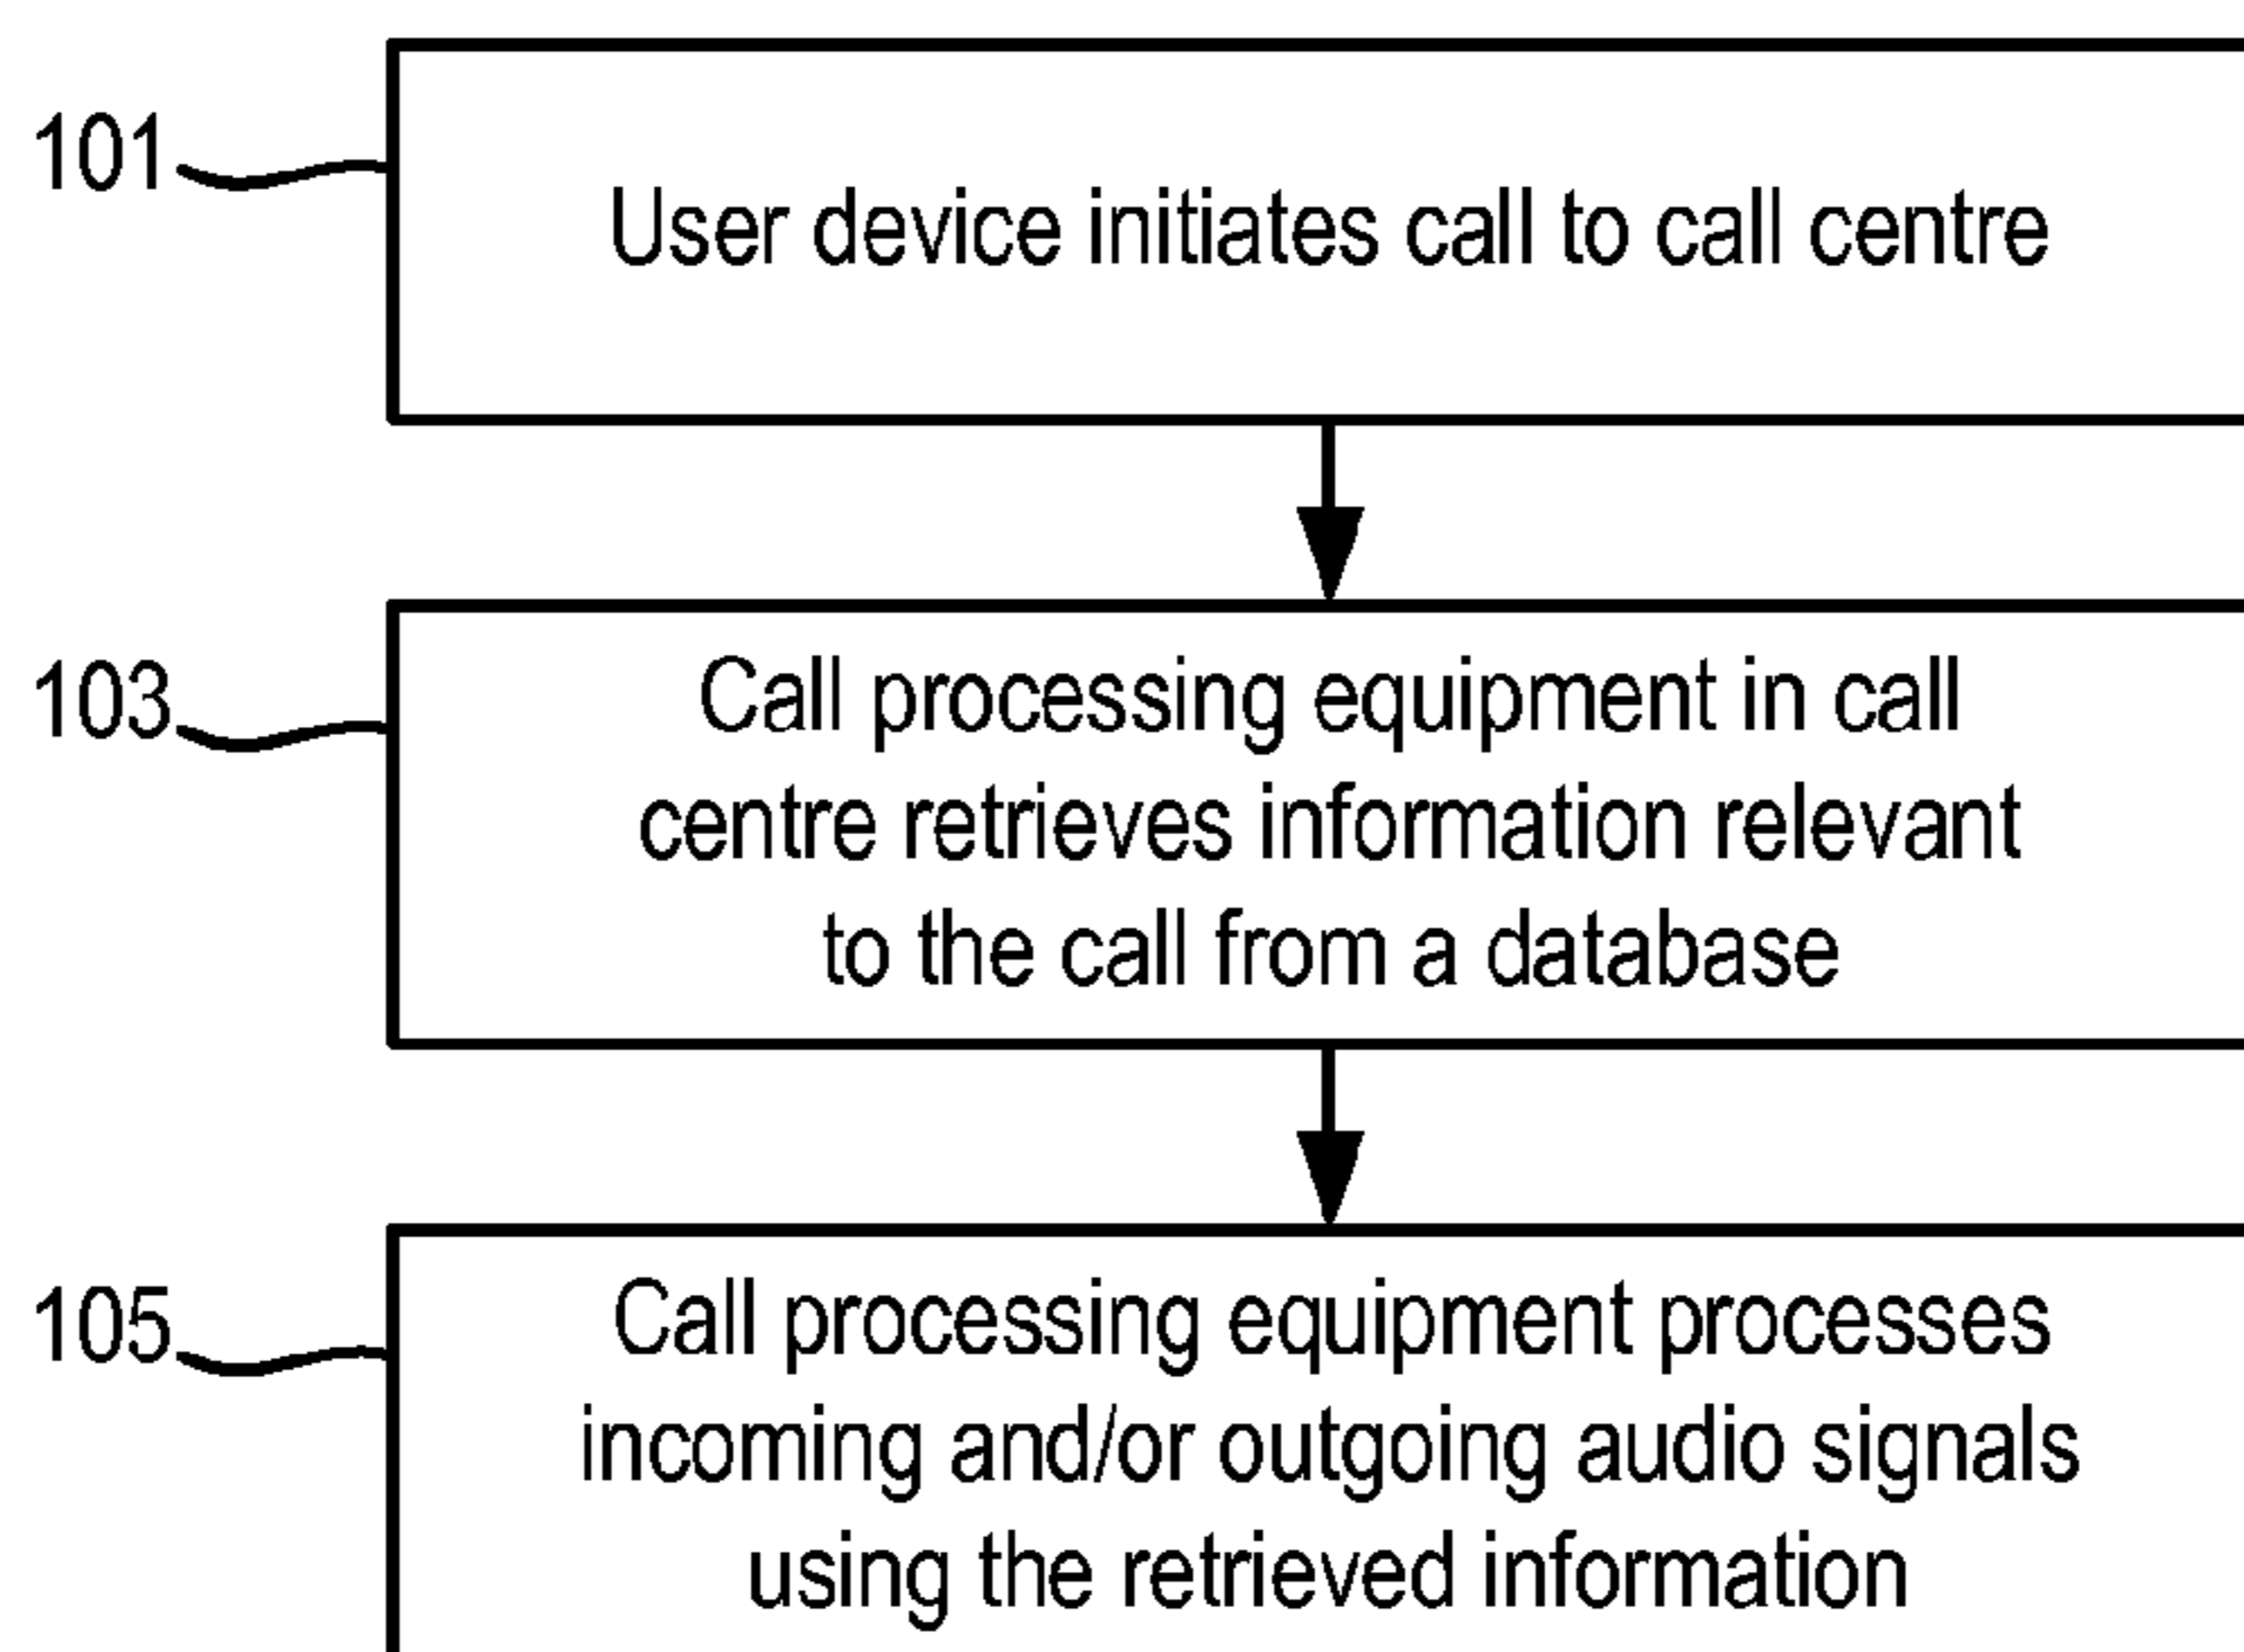 101
User device initiates call to call centre
103
Call processing equipment in call
centre retrieves information relevant
to the call from a database
105
Call processing equipment processes
incoming and/or outgoing audio signals
using the retrieved information